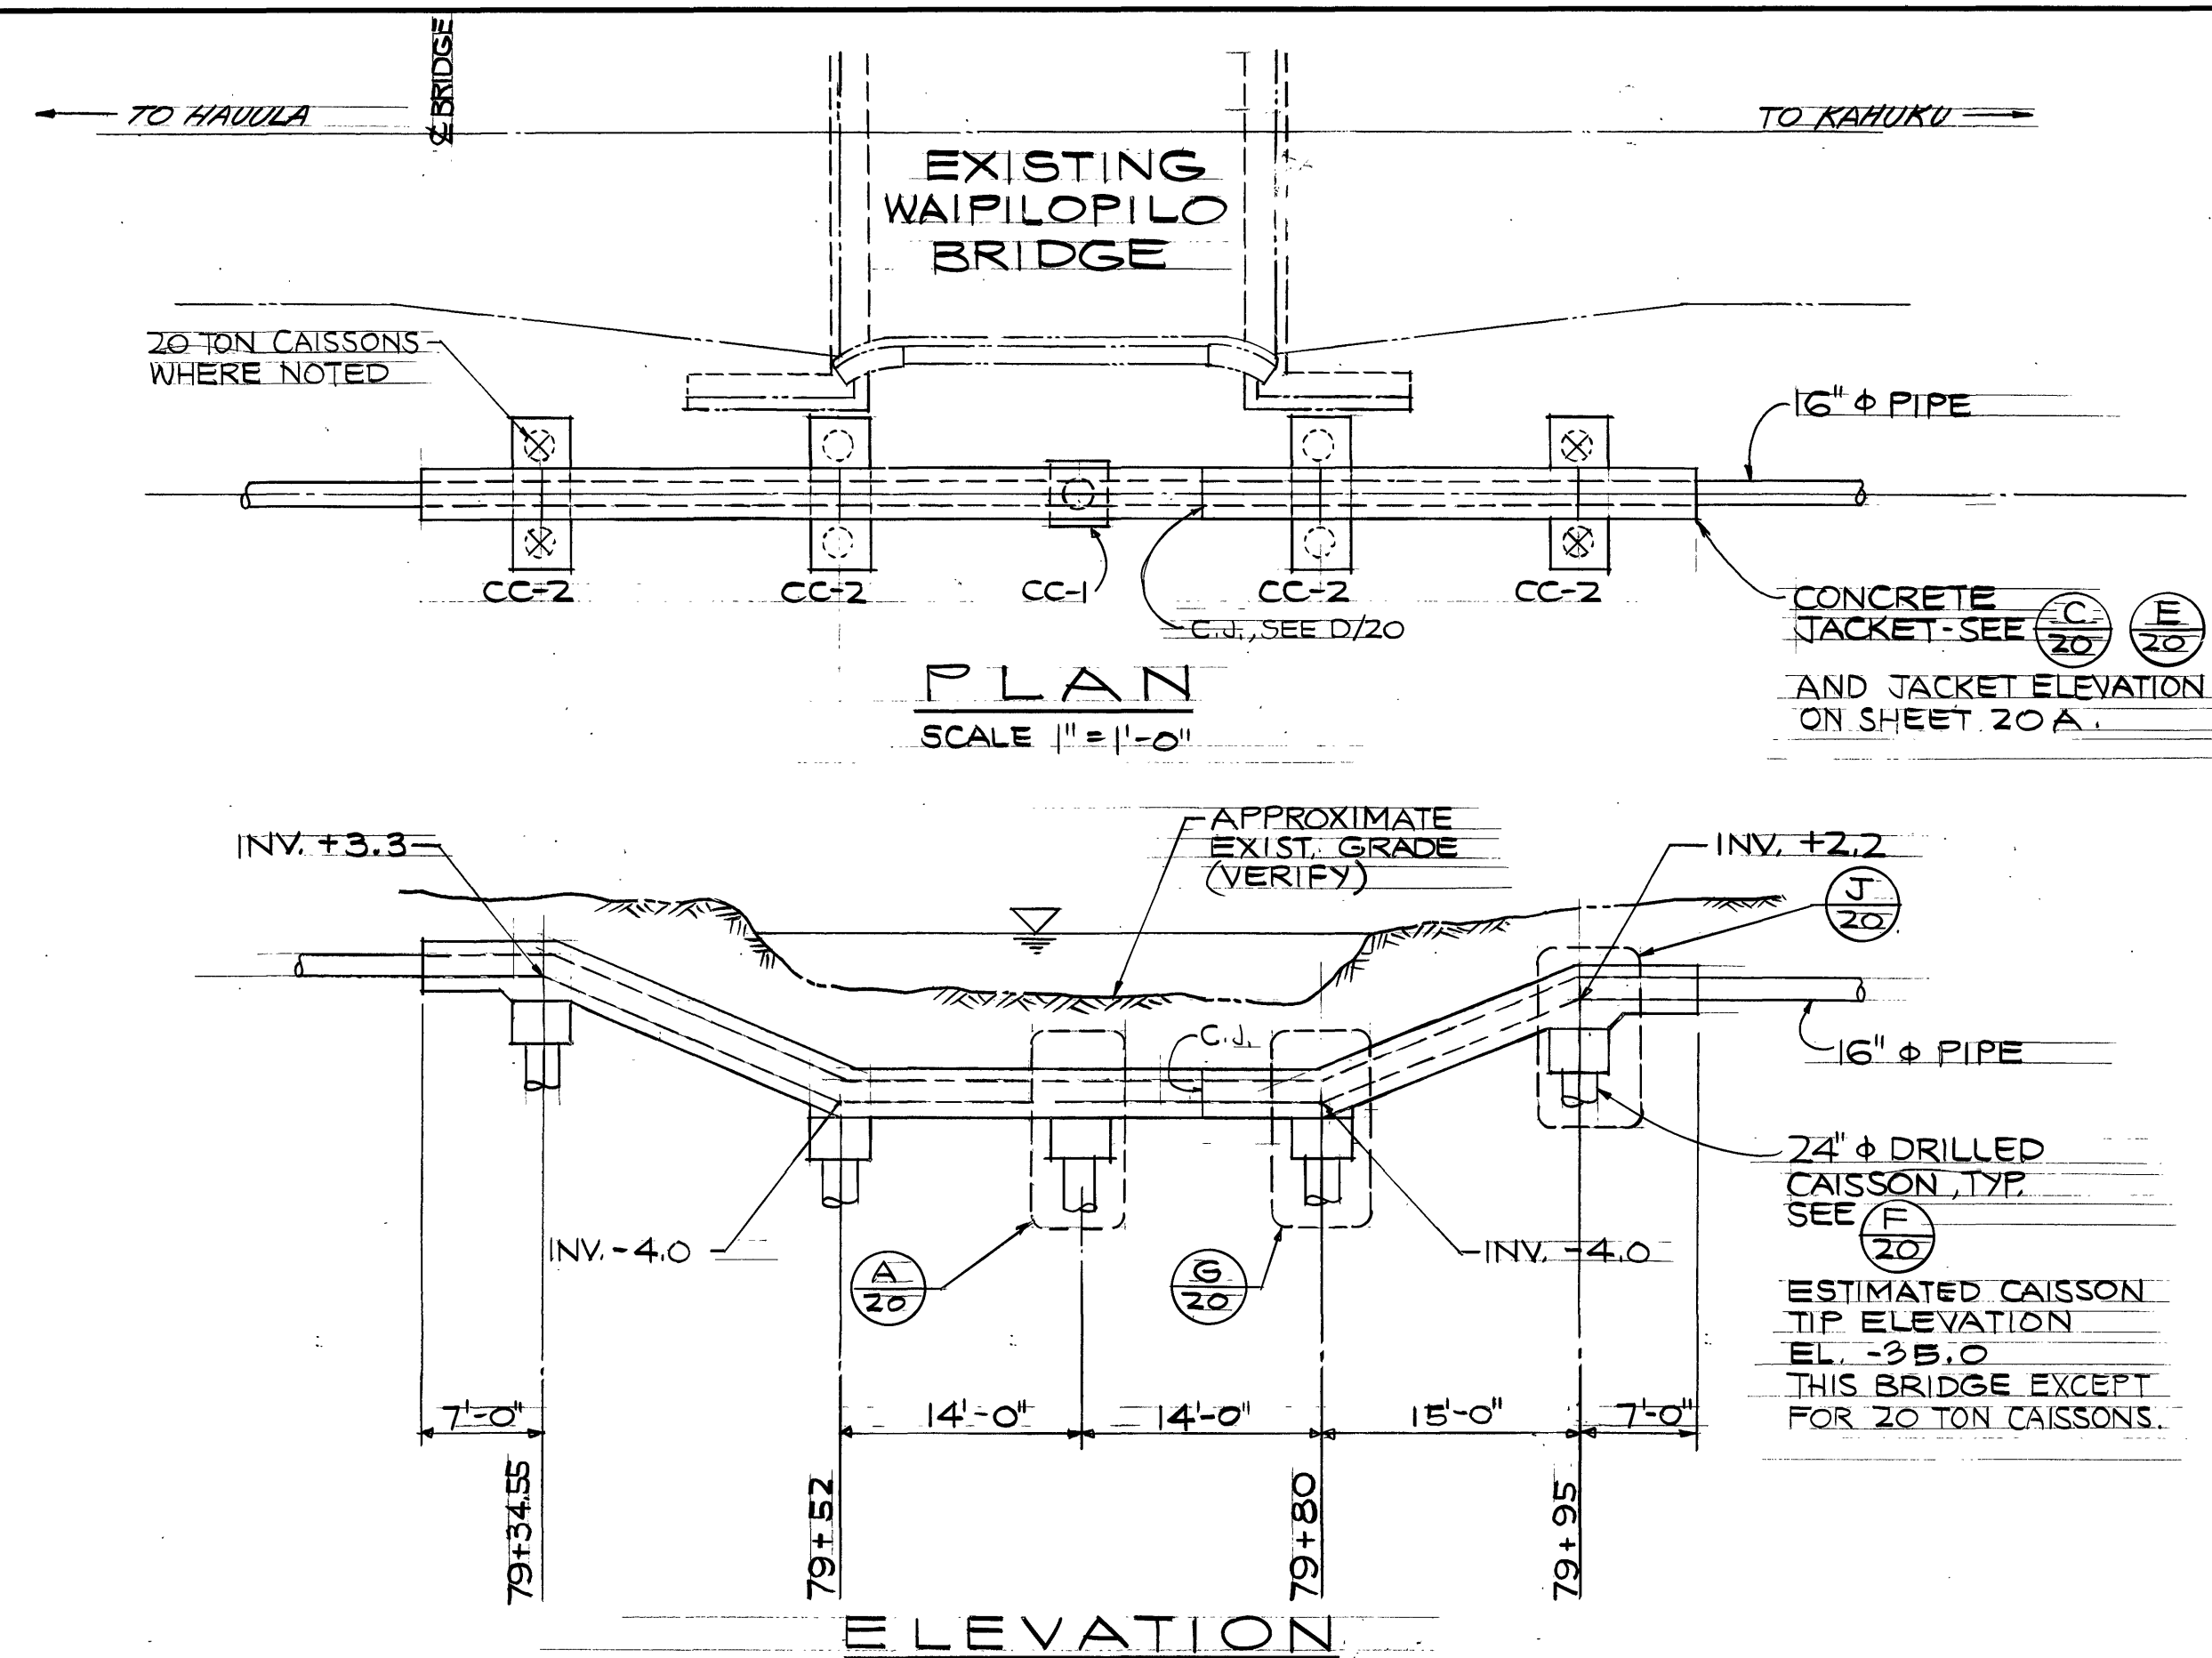 ℄ BRIDGE
TO HAUULA
TO KAHUKU
EXISTING
WAIPILOPILO
BRIDGE
20 TON CAISSONS
WHERE NOTED
16" ϕ PIPE
CC-2
CC-2
CC-1
CC-2
CC-2
C.J., SEE D/20
CONCRETE
JACKET - SEE C/20 E/20
AND JACKET ELEVATION
ON SHEET 20A.
PLAN
SCALE 1" = 1'-0"
INV. +3.3
APPROXIMATE
EXIST. GRADE
(VERIFY)
INV. +2.2
J
20
C.J.
16" ϕ PIPE
INV. -4.0
A
20
G
20
INV. -4.0
24" ϕ DRILLED
CAISSON, TYP.
SEE F/20
ESTIMATED CAISSON
TIP ELEVATION
EL. -35.0
THIS BRIDGE EXCEPT
FOR 20 TON CAISSONS.
7'-0"
14'-0"
14'-0"
15'-0"
7'-0"
79+34.55
79+52
79+80
79+95
ELEVATION